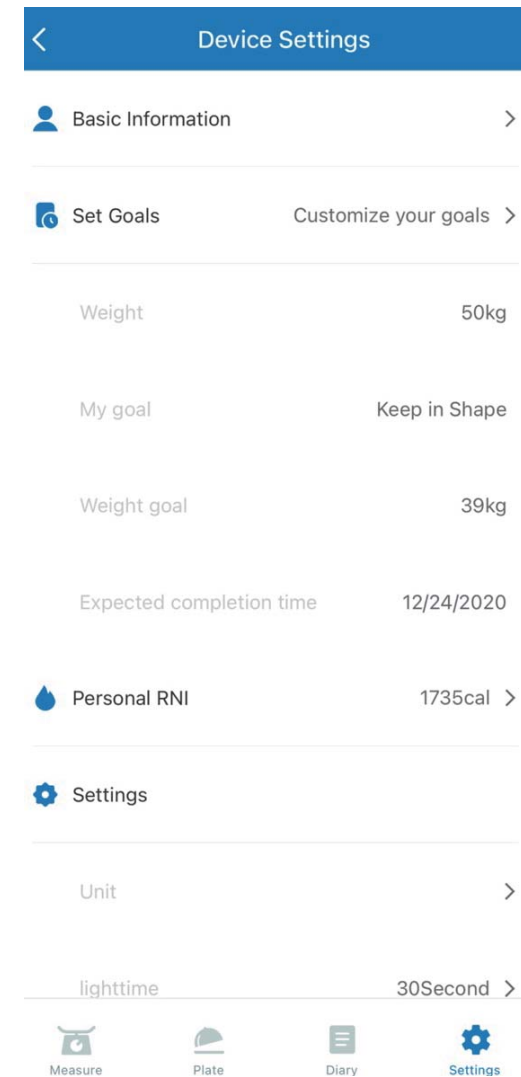 Device Settings
Basic Information
Set Goals Customize your goals
Weight 50kg
My goal Keep in Shape
Weight goal 39kg
Expected completion time 12/24/2020
Personal RNI 1735cal
Settings
Unit
lighttime 30Second
Measure Plate Diary Settings